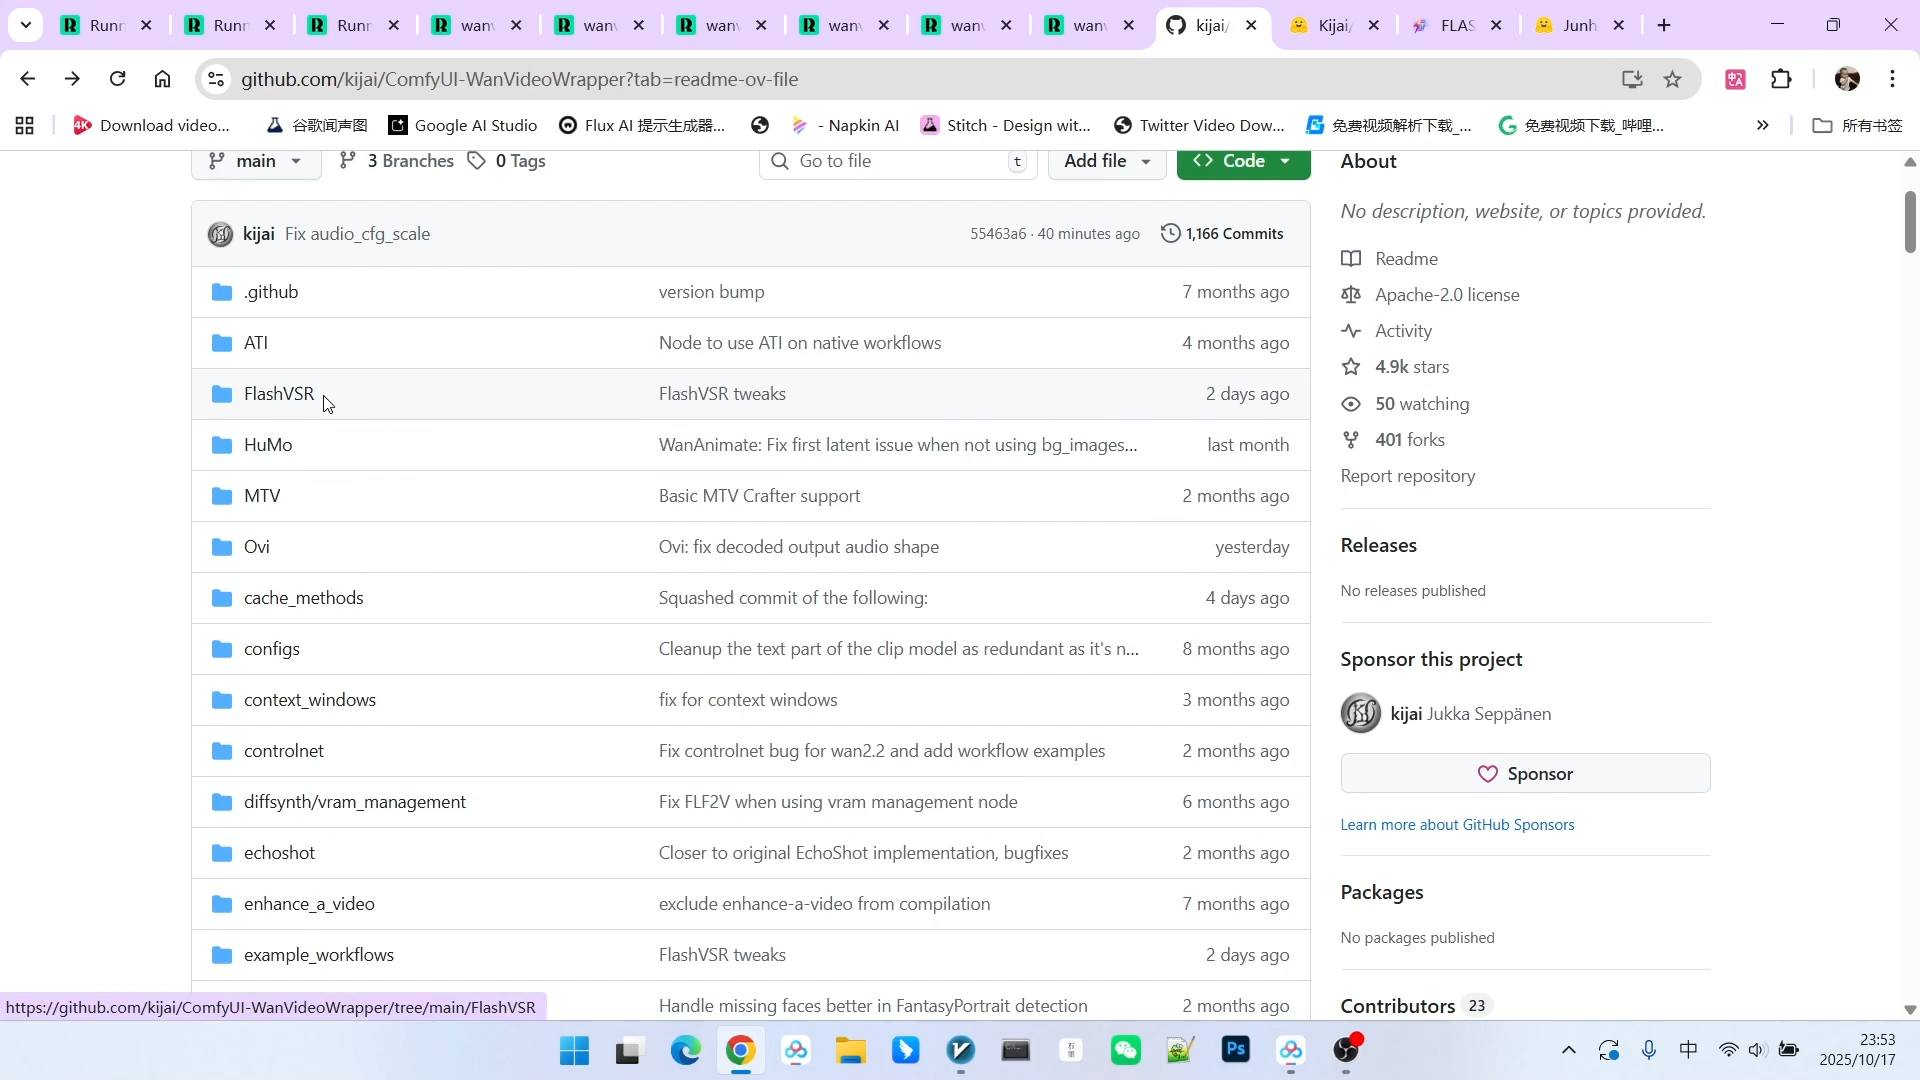 Runn
Runn
Runn
wanv
wanv
wanv
wanv
wanv
wanv
kijai/
Kijai/
FLAS
Junh
github.com/kijai/ComfyUI-WanVideoWrapper?tab=readme-ov-file
Download video...
谷歌闻声图
Google AI Studio
Flux AI 提示生成器...
- Napkin AI
Stitch - Design wit...
Twitter Video Dow...
免费视频解析下载_...
免费视频下载_哔哩...
所有书签
main
3 Branches
0 Tags
Go to file
t
Add file
Code
About
No description, website, or topics provided.
kijai Fix audio_cfg_scale
55463a6 · 40 minutes ago
1,166 Commits
.github version bump 7 months ago
ATI Node to use ATI on native workflows 4 months ago
FlashVSR FlashVSR tweaks 2 days ago
HuMo WanAnimate: Fix first latent issue when not using bg_images... last month
MTV Basic MTV Crafter support 2 months ago
Ovi Ovi: fix decoded output audio shape yesterday
cache_methods Squashed commit of the following: 4 days ago
configs Cleanup the text part of the clip model as redundant as it's n... 8 months ago
context_windows fix for context windows 3 months ago
controlnet Fix controlnet bug for wan2.2 and add workflow examples 2 months ago
diffsynth/vram_management Fix FLF2V when using vram management node 6 months ago
echoshot Closer to original EchoShot implementation, bugfixes 2 months ago
enhance_a_video exclude enhance-a-video from compilation 7 months ago
example_workflows FlashVSR tweaks 2 days ago
Handle missing faces better in FantasyPortrait detection 2 months ago
Readme
Apache-2.0 license
Activity
4.9k stars
50 watching
401 forks
Report repository
Releases
No releases published
Sponsor this project
kijai Jukka Seppänen
Sponsor
Learn more about GitHub Sponsors
Packages
No packages published
Contributors 23
https://github.com/kijai/ComfyUI-WanVideoWrapper/tree/main/FlashVSR
Ps
中
23:53
2025/10/17